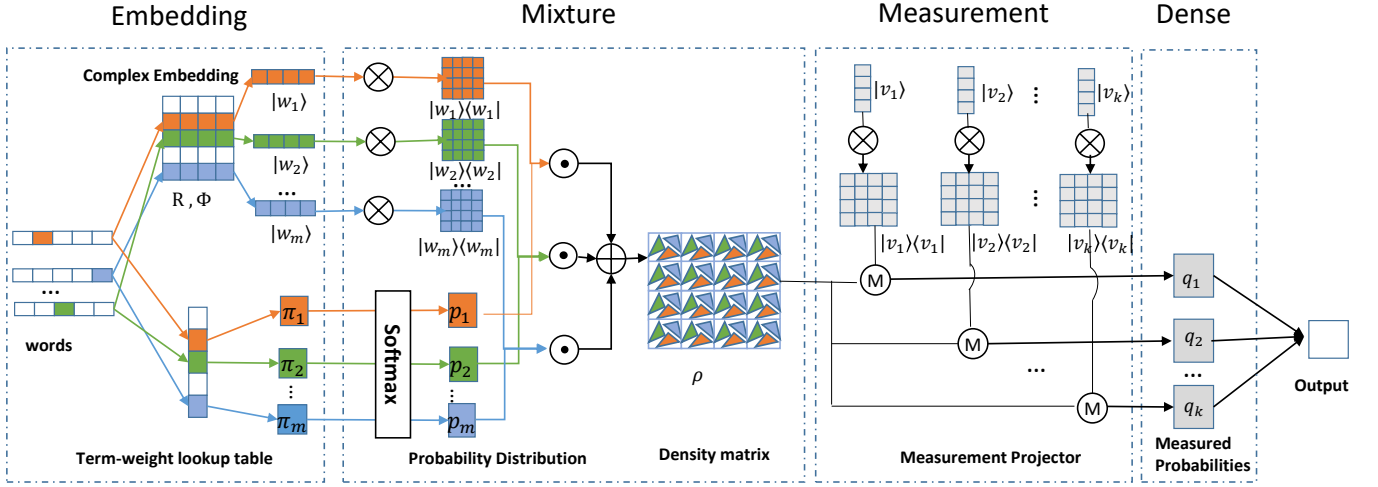 Embedding
Mixture
Measurement
Dense
Complex Embedding
|w₁⟩
|w₂⟩
...
|wₘ⟩
R , Φ
words
...
π₁
π₂
⋮
πₘ
Term-weight lookup table
|w₁⟩⟨w₁|
|w₂⟩⟨w₂|
...
|wₘ⟩⟨wₘ|
Softmax
p₁
p₂
⋮
pₘ
Probability Distribution
ρ
Density matrix
|v₁⟩
|v₂⟩
⋮
|vₖ⟩
⋮
|v₁⟩⟨v₁|
|v₂⟩⟨v₂|
|vₖ⟩⟨vₖ|
M
M
...
M
Measurement Projector
q₁
q₂
...
qₖ
Measured
Probabilities
Output